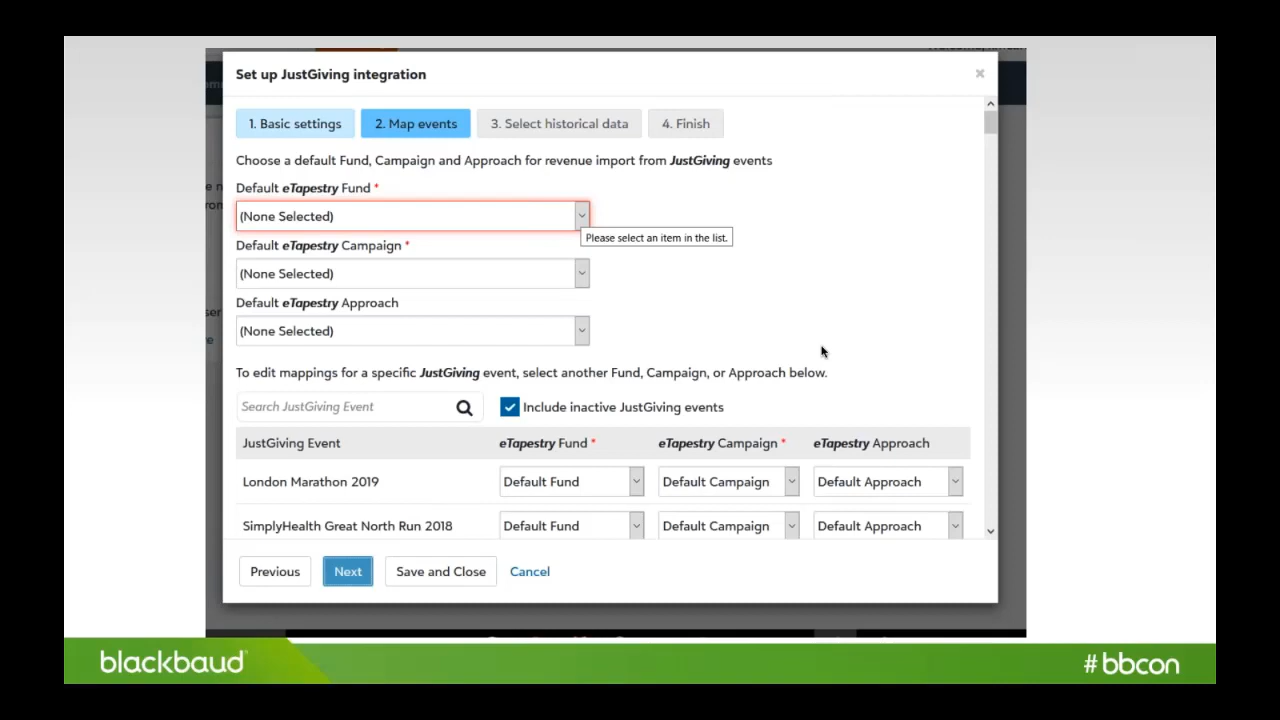 Set up JustGiving integration
×
1. Basic settings 2. Map events 3. Select historical data 4. Finish
Choose a default Fund, Campaign and Approach for revenue import from JustGiving events
Default eTapestry Fund *
(None Selected)
Please select an item in the list.
Default eTapestry Campaign *
(None Selected)
Default eTapestry Approach
(None Selected)
To edit mappings for a specific JustGiving event, select another Fund, Campaign, or Approach below.
Search JustGiving Event Include inactive JustGiving events
JustGiving Event eTapestry Fund * eTapestry Campaign * eTapestry Approach
London Marathon 2019 Default Fund Default Campaign Default Approach
SimplyHealth Great North Run 2018 Default Fund Default Campaign Default Approach
Previous Next Save and Close Cancel
blackbaud #bbcon